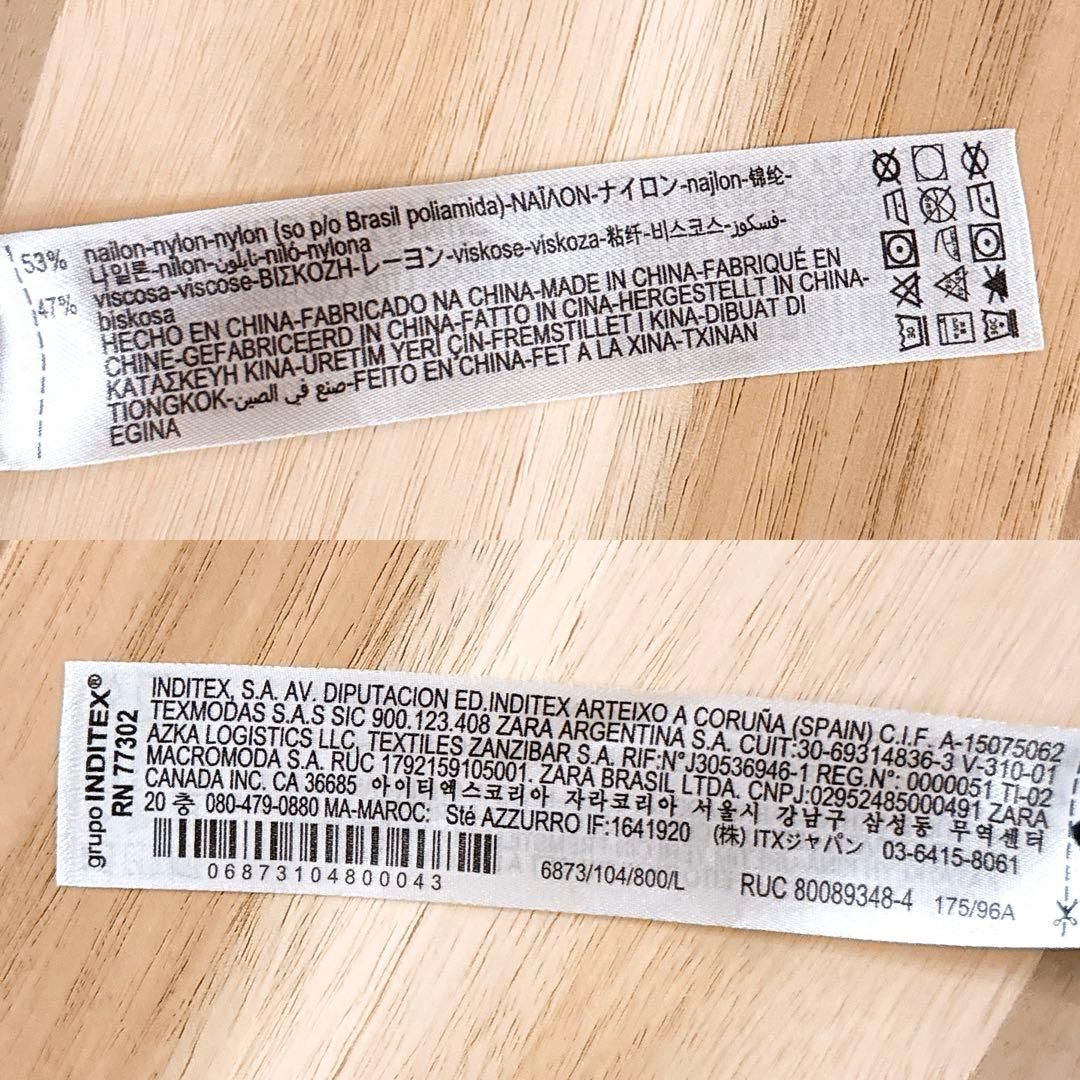 53% nailon-nylon-nylon (so p/o Brasil poliamida)-ΝΑΪΛΟΝ-ナイロン-najlon-锦纶-
나일론-nilon-نايلون-niló-nylona
47% viscosa-viscose-ΒΙΣΚΟΖΗ-レーヨン-viskose-viskoza-粘纤-비스코스-فسكوز-
biskosa
HECHO EN CHINA-FABRICADO NA CHINA-MADE IN CHINA-FABRIQUÉ EN
CHINE-GEFABRICEERD IN CHINA-FATTO IN CINA-HERGESTELLT IN CHINA-
ΚΑΤΑΣΚΕΥΗ ΚΙΝΑ-ÜRETİM YERİ ÇİN-FREMSTILLET I KINA-DIBUAT DI
TIONGKOK-صنع في الصين-FEITO EN CHINA-FET A LA XINA-TXINAN
EGINA
grupo INDITEX®
RN 77302
INDITEX, S.A. AV. DIPUTACION ED.INDITEX ARTEIXO A CORUÑA (SPAIN) C.I.F. A-15075062
TEXMODAS S.A.S SIC 900.123.408 ZARA ARGENTINA S.A. CUIT:30-69314836-3 V-310-01
AZKA LOGISTICS LLC, TEXTILES ZANZIBAR S.A. RIF:N°J30536946-1 REG.N°: 0000051 TI-02
MACROMODA S.A. RUC 1792159105001. ZARA BRASIL LTDA. CNPJ:02952485000491 ZARA
CANADA INC. CA 36685 아이티엑스코리아 자라코리아 서울시 강남구 삼성동 무역센터
20 층 080-479-0880 MA-MAROC: Sté AZZURRO IF:1641920 (株) ITXジャパン 03-6415-8061
06873104800043
6873/104/800/L
RUC 80089348-4
175/96A